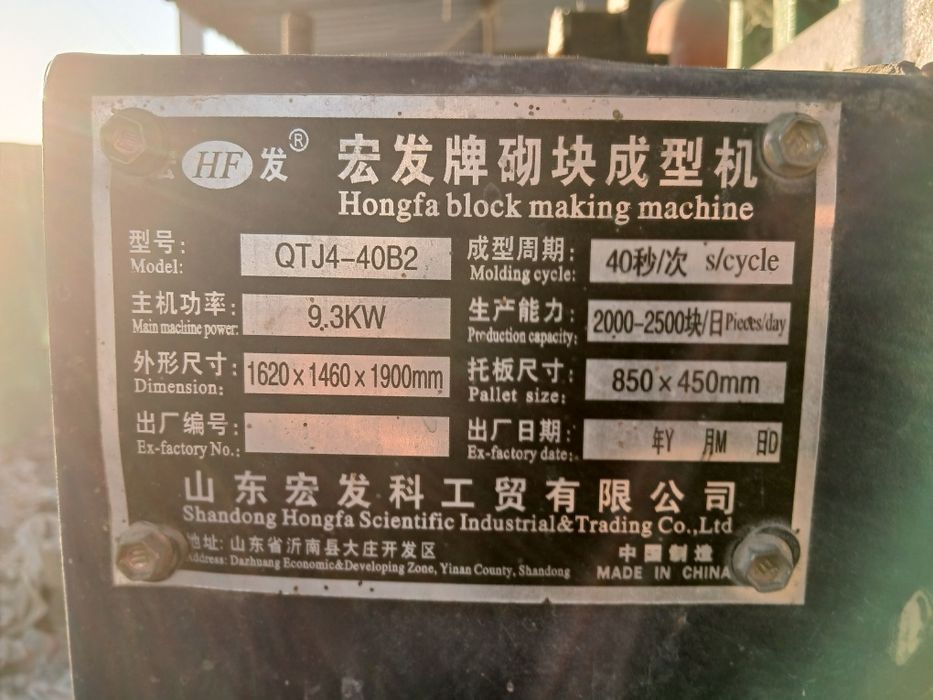 宏 HF 发 ® 宏发牌砌块成型机
Hongfa block making machine
型号: QTJ4-40B2 成型周期: 40秒/次 s/cycle
Model: Molding cycle:
主机功率: 9.3KW 生产能力: 2000-2500块/日Pieces/day
Main machine power: Production capacity:
外形尺寸: 1620×1460×1900mm 托板尺寸: 850×450mm
Dimension: Pallet size:
出厂编号: 出厂日期: 年Y 月M 日D
Ex-factory No.: Ex-factory date:
山东宏发科工贸有限公司
Shandong Hongfa Scientific Industrial&Trading Co.,Ltd
地址: 山东省沂南县大庄开发区 中国制造
Address: Dazhuang Economic&Developing Zone, Yinan County, Shandong MADE IN CHINA